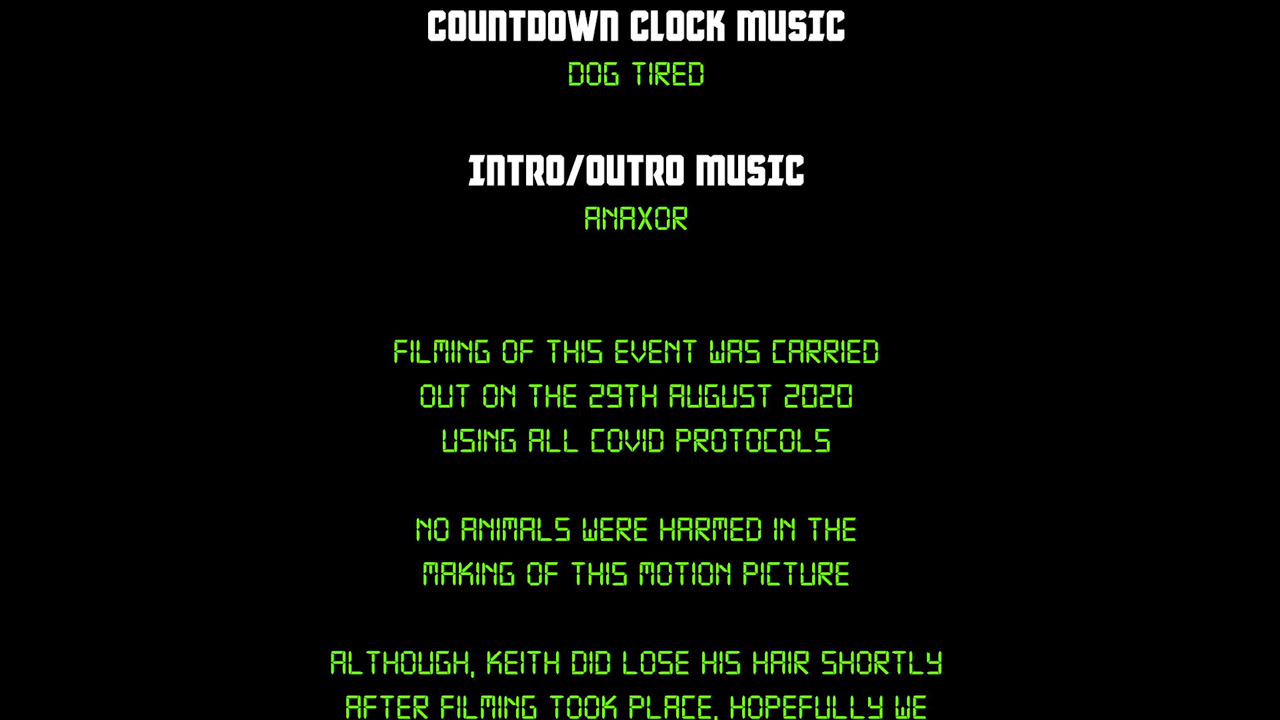 COUNTDOWN CLOCK MUSIC
DOG TIRED
INTRO/OUTRO MUSIC
ANAXOR
FILMING OF THIS EVENT WAS CARRIED
OUT ON THE 29TH AUGUST 2020
USING ALL COVID PROTOCOLS
NO ANIMALS WERE HARMED IN THE
MAKING OF THIS MOTION PICTURE
ALTHOUGH, KEITH DID LOSE HIS HAIR SHORTLY
AFTER FILMING TOOK PLACE, HOPEFULLY WE